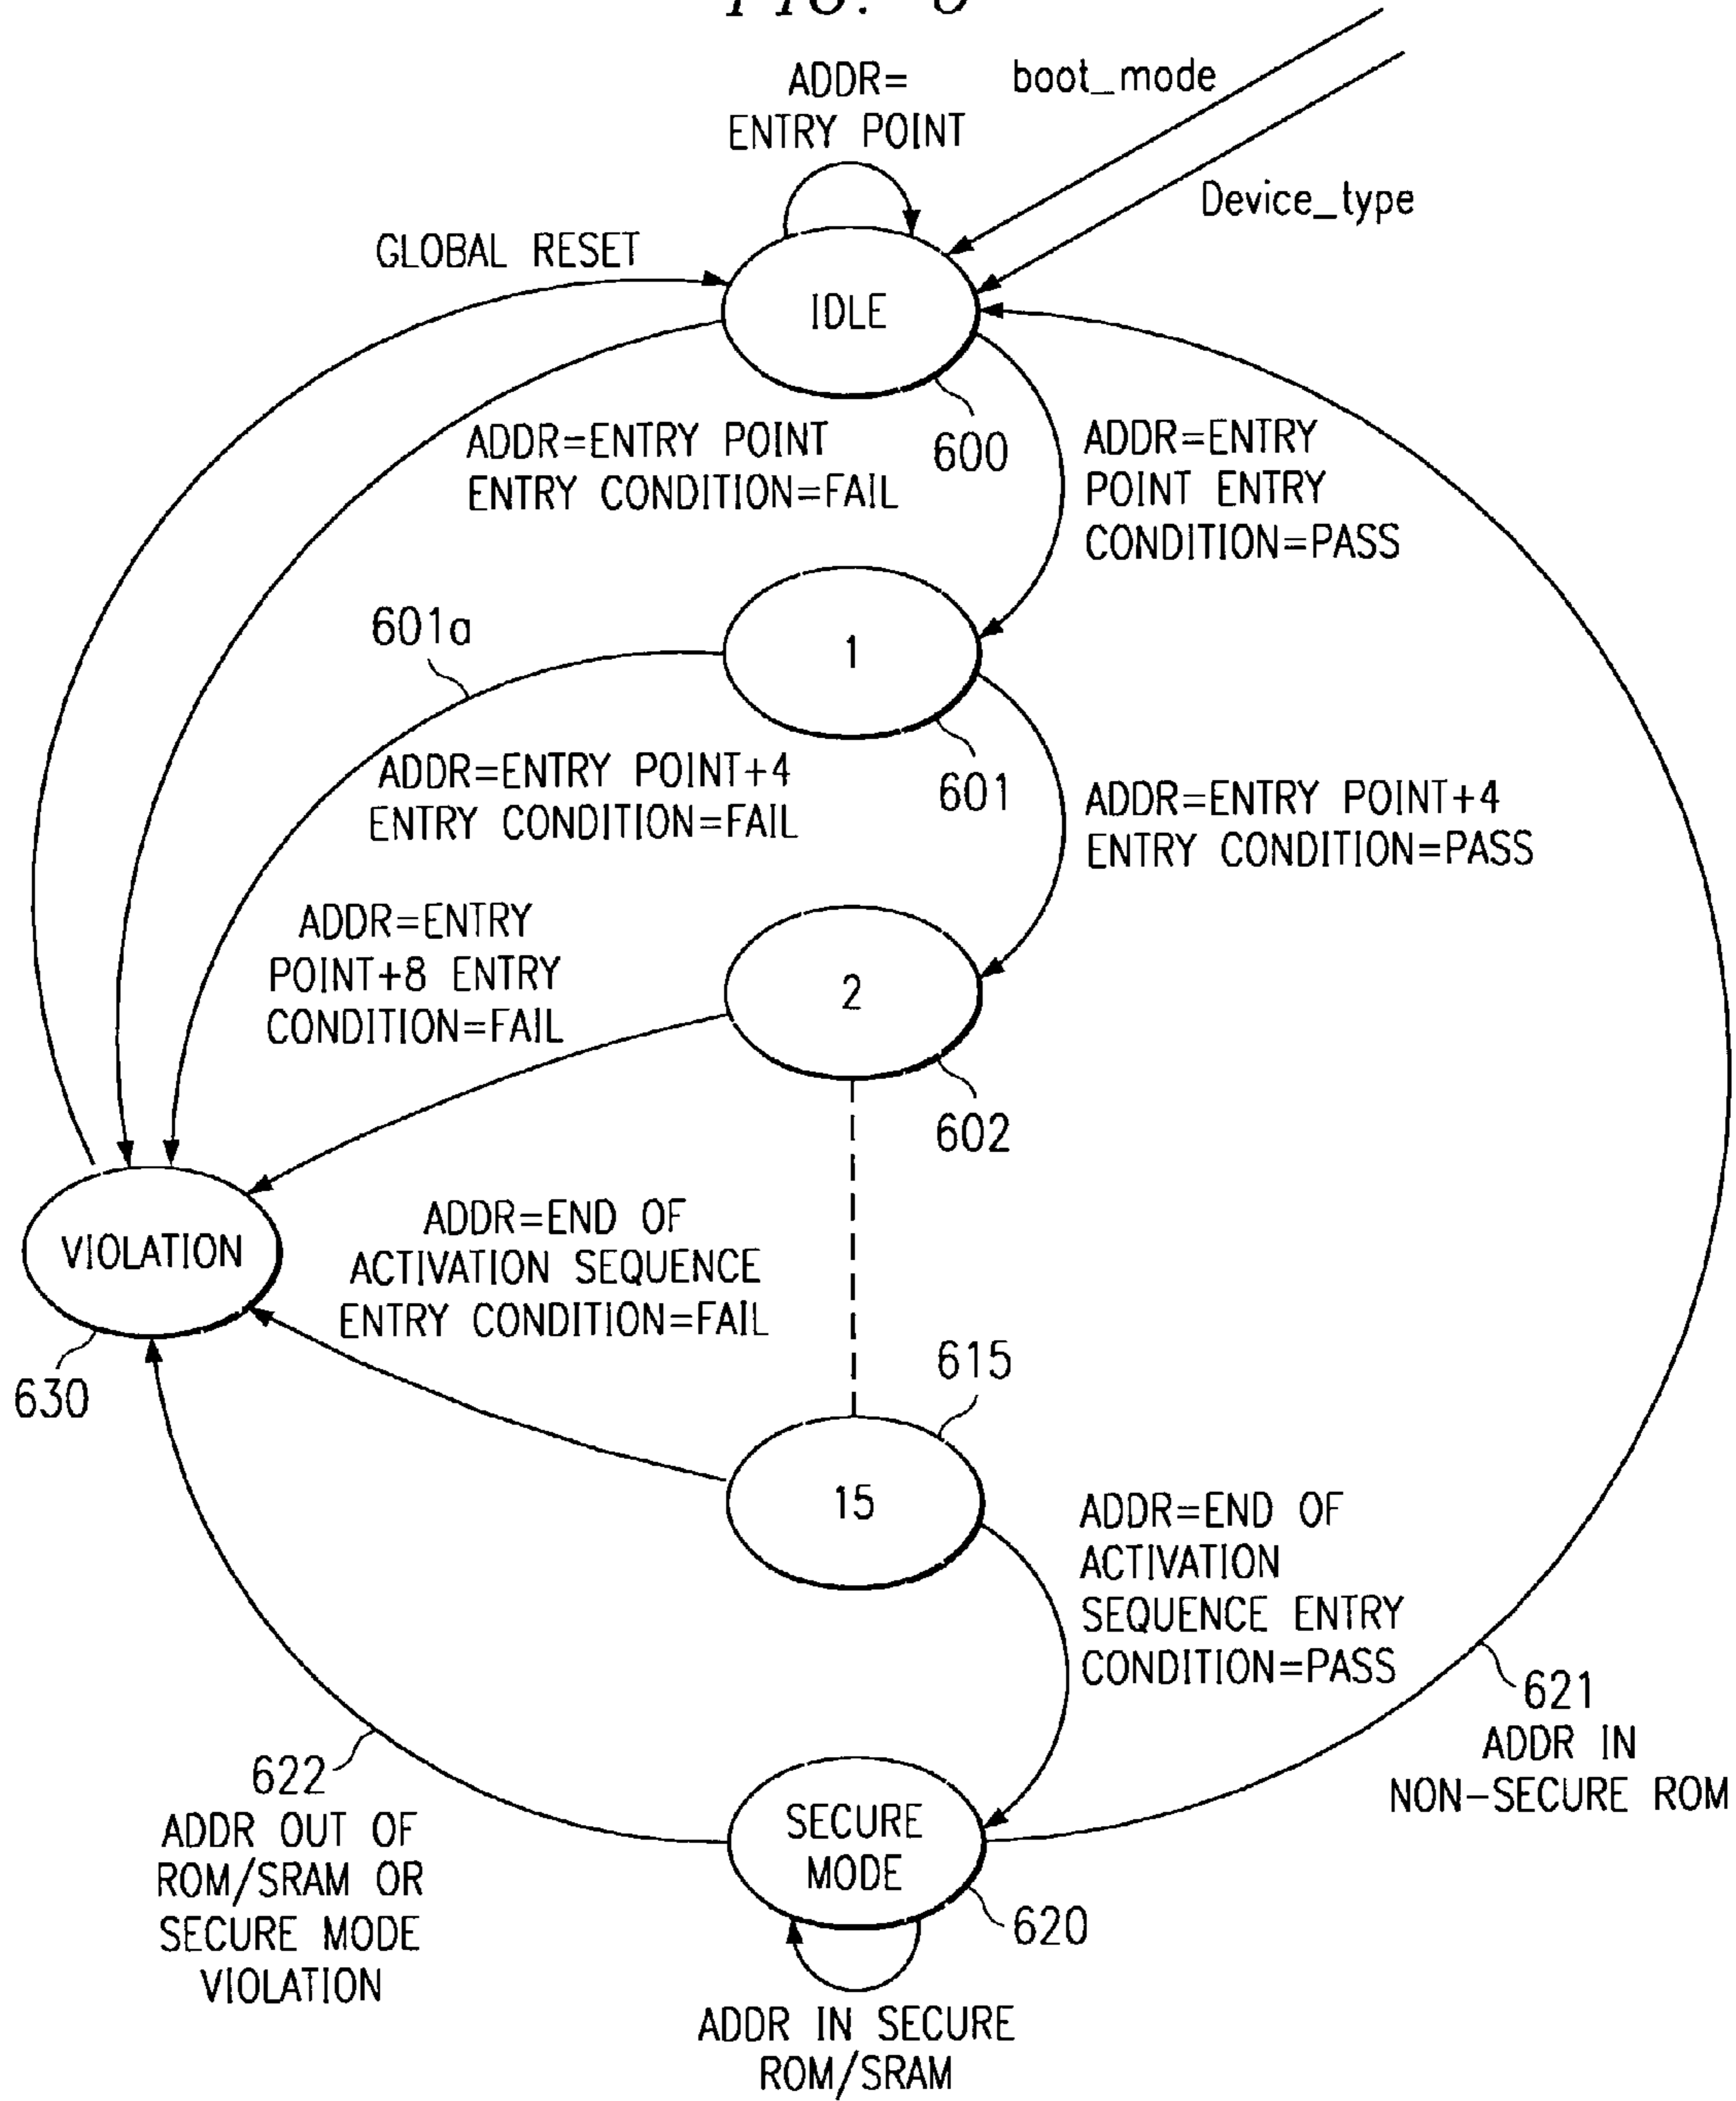 ADDR=
ENTRY POINT
boot_mode
Device_type
GLOBAL RESET
IDLE
600
ADDR=ENTRY POINT
ENTRY CONDITION=FAIL
ADDR=ENTRY
POINT ENTRY
CONDITION=PASS
601a
1
601
ADDR=ENTRY POINT+4
ENTRY CONDITION=FAIL
ADDR=ENTRY POINT+4
ENTRY CONDITION=PASS
ADDR=ENTRY
POINT+8 ENTRY
CONDITION=FAIL
2
602
VIOLATION
630
ADDR=END OF
ACTIVATION SEQUENCE
ENTRY CONDITION=FAIL
615
15
ADDR=END OF
ACTIVATION
SEQUENCE ENTRY
CONDITION=PASS
621
ADDR IN
NON-SECURE ROM
622
ADDR OUT OF
ROM/SRAM OR
SECURE MODE
VIOLATION
SECURE
MODE
620
ADDR IN SECURE
ROM/SRAM